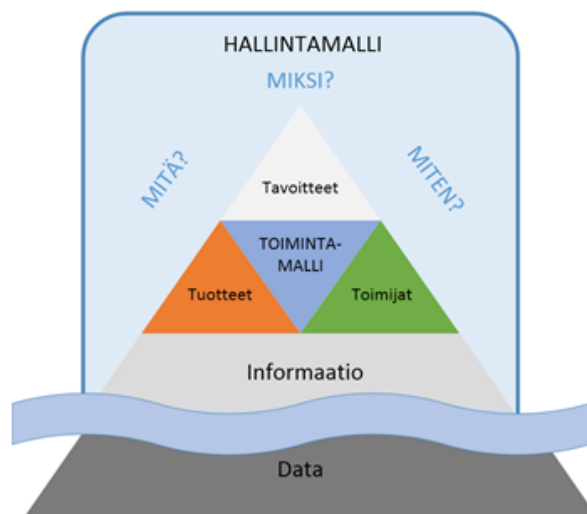 HALLINTAMALLI
MIKSI?
MITÄ?
MITEN?
Tavoitteet
TOIMINTA-
MALLI
Tuotteet
Toimijat
Informaatio
Data